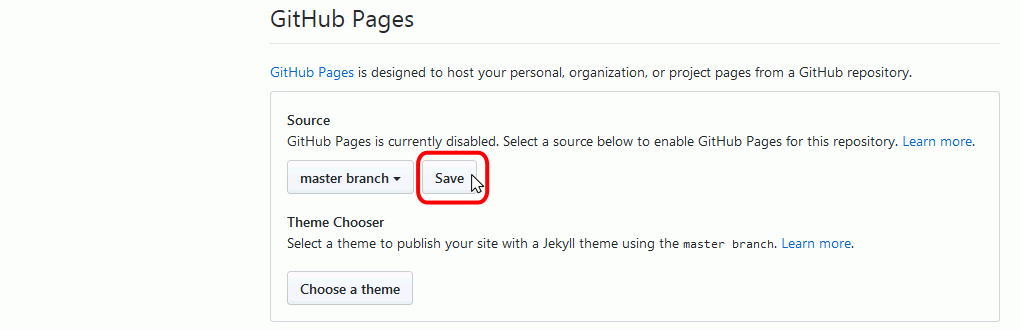 GitHub Pages
GitHub Pages is designed to host your personal, organization, or project pages from a GitHub repository.
Source
GitHub Pages is currently disabled. Select a source below to enable GitHub Pages for this repository. Learn more.
master branch Save
Theme Chooser
Select a theme to publish your site with a Jekyll theme using the master branch. Learn more.
Choose a theme